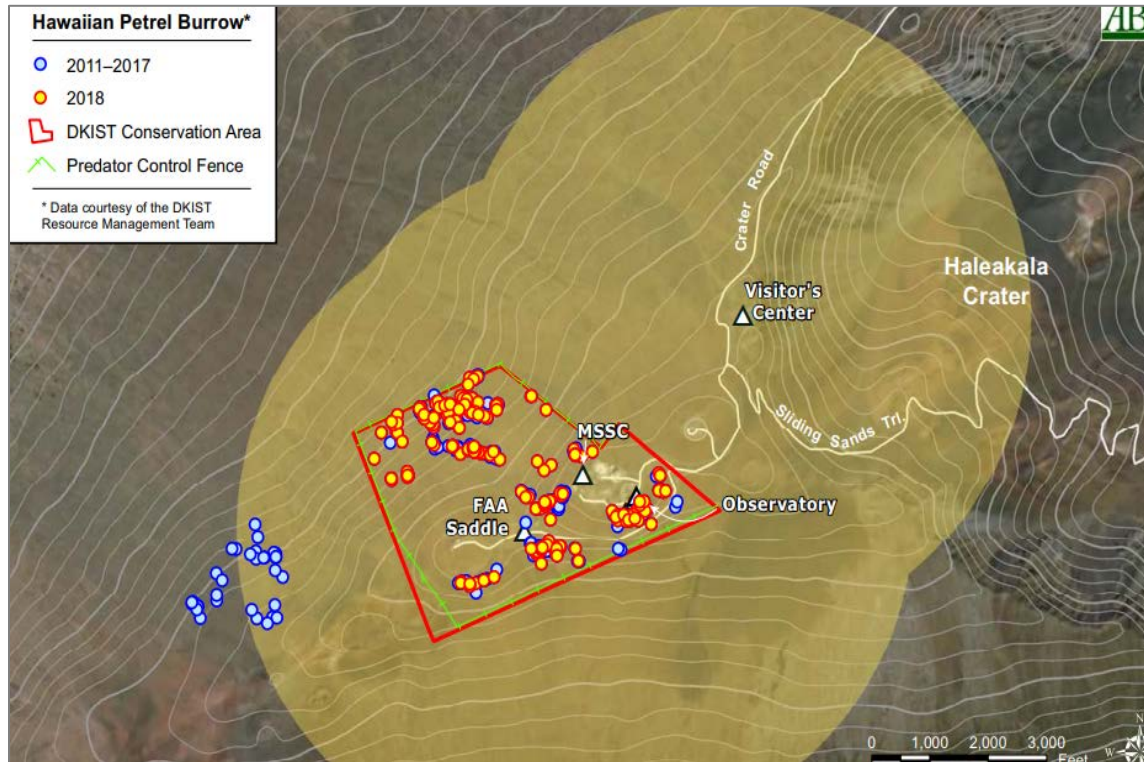 Hawaiian Petrel Burrow*
2011–2017
2018
DKIST Conservation Area
Predator Control Fence
* Data courtesy of the DKIST
Resource Management Team
Crater Road
Haleakala
Crater
Visitor's
Center
Sliding Sands Trl.
MSSC
FAA
Saddle
Observatory
0 1,000 2,000 3,000
Feet
N
W